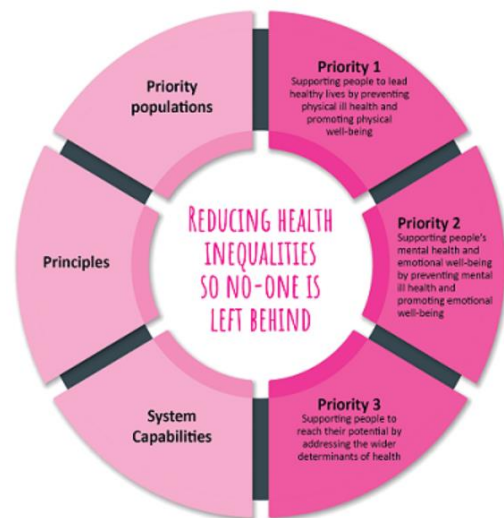 Priority 1
Supporting people to lead
healthy lives by preventing
physical ill health and
promoting physical
well-being
Priority 2
Supporting people's
mental health and
emotional well-being
by preventing mental
ill health and
promoting emotional
well-being
Priority 3
Supporting people to
reach their potential by
addressing the wider
determinants of health
System
Capabilities
Principles
Priority
populations
REDUCING HEALTH
INEQUALITIES
SO NO-ONE IS
LEFT BEHIND